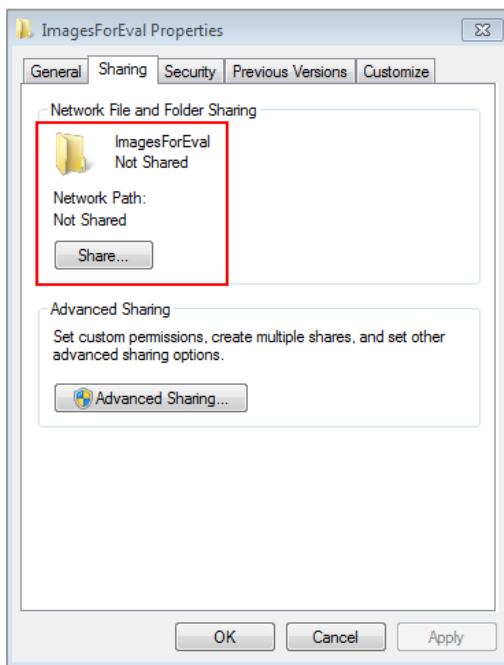 ImagesForEval Properties
General Sharing Security Previous Versions Customize
Network File and Folder Sharing
ImagesForEval
Not Shared
Network Path:
Not Shared
Share...
Advanced Sharing
Set custom permissions, create multiple shares, and set other
advanced sharing options.
Advanced Sharing...
OK Cancel Apply